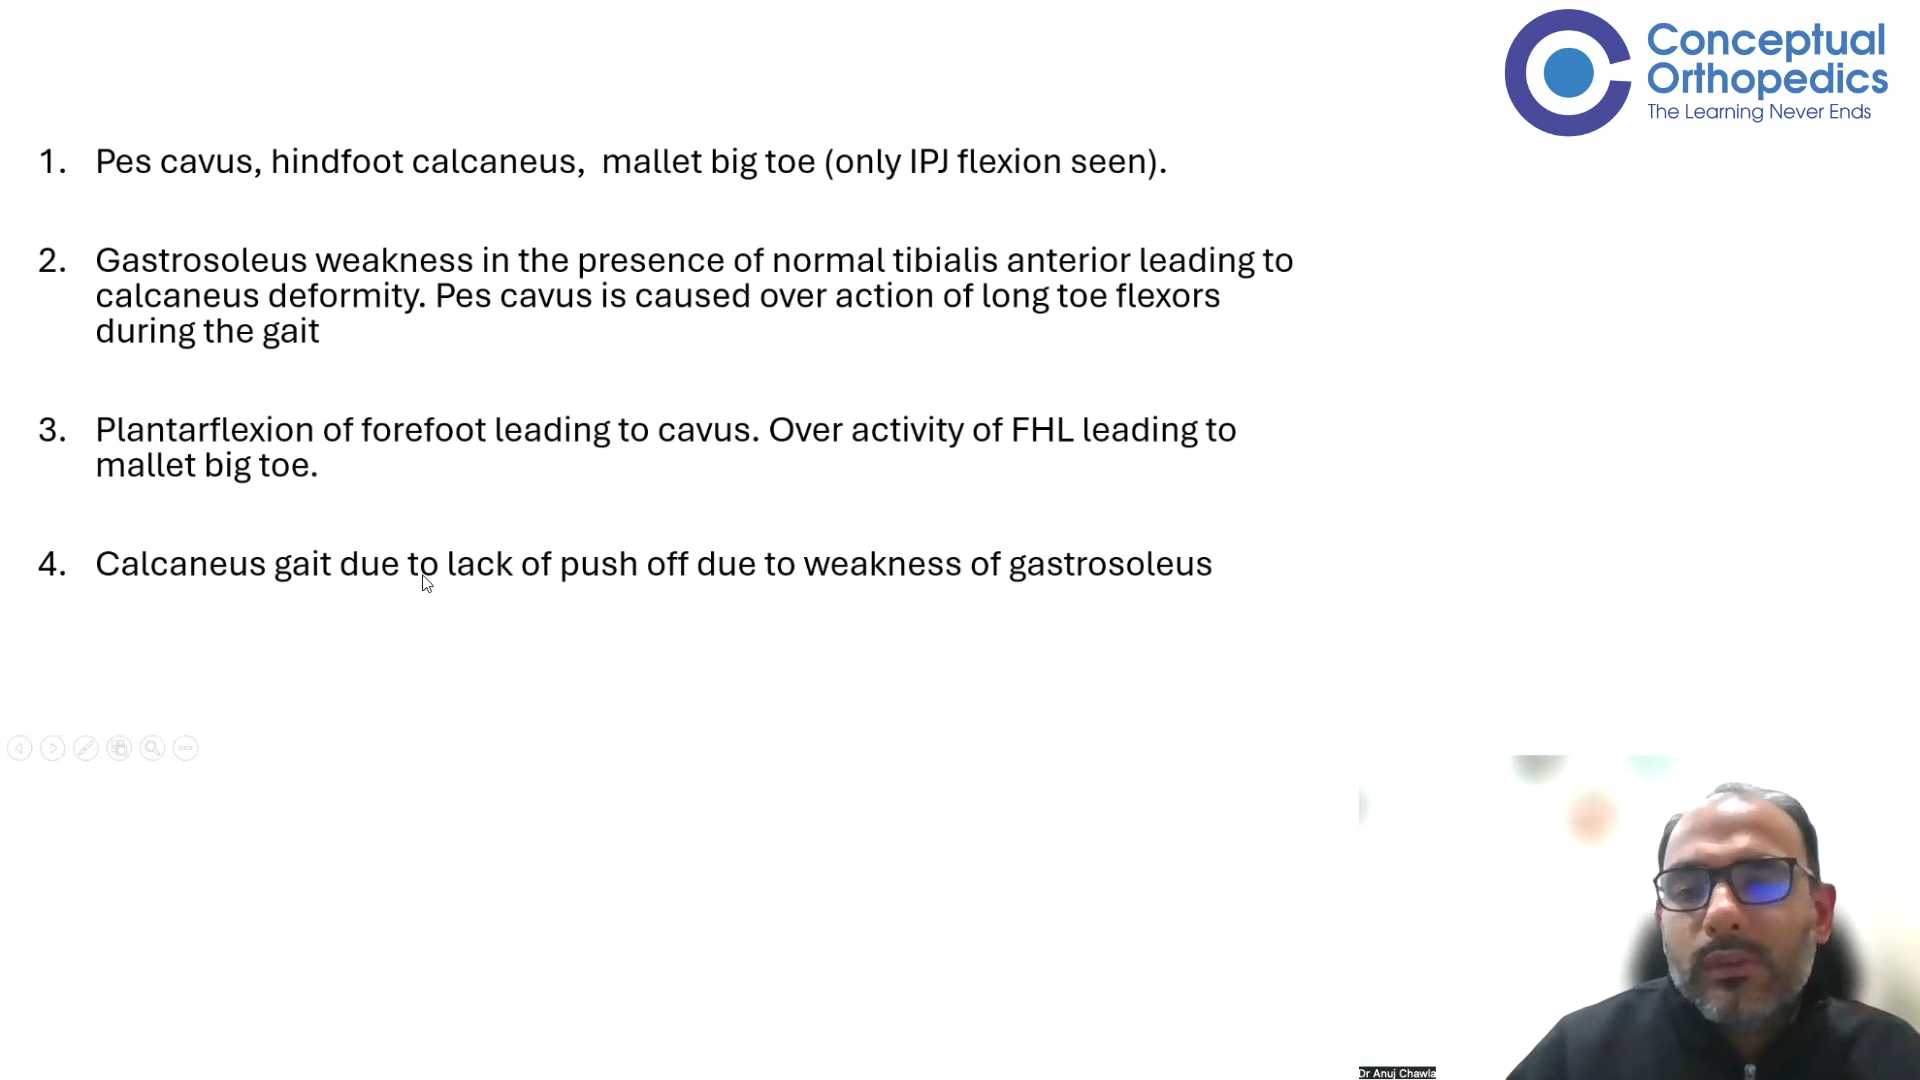 Conceptual
Orthopedics
The Learning Never Ends
1. Pes cavus, hindfoot calcaneus, mallet big toe (only IPJ flexion seen).
2. Gastrosoleus weakness in the presence of normal tibialis anterior leading to
calcaneus deformity. Pes cavus is caused over action of long toe flexors
during the gait
3. Plantarflexion of forefoot leading to cavus. Over activity of FHL leading to
mallet big toe.
4. Calcaneus gait due to lack of push off due to weakness of gastrosoleus
Dr Anuj Chawla